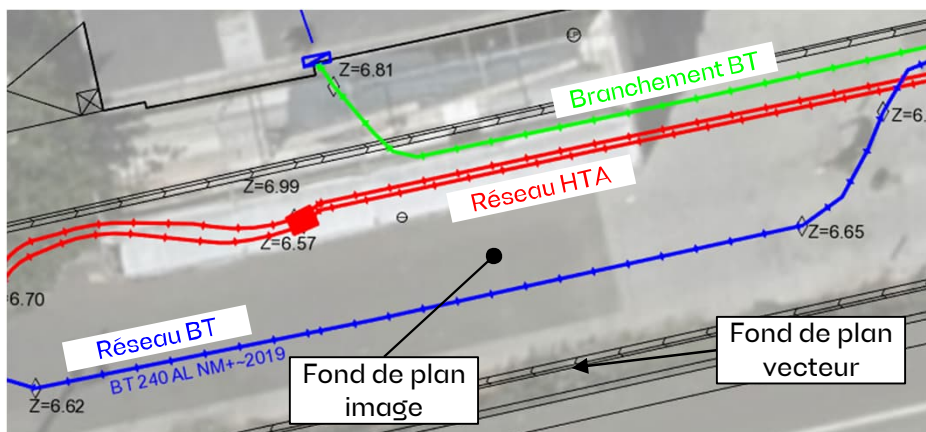 LP
Z=6.81
Branchement BT
Z=6.
Z=6.99
Réseau HTA
Z=6.57
Z=6.65
6.70
Réseau BT
BT 240 AL NM+~2019
Fond de plan
image
Fond de plan
vecteur
Z=6.62